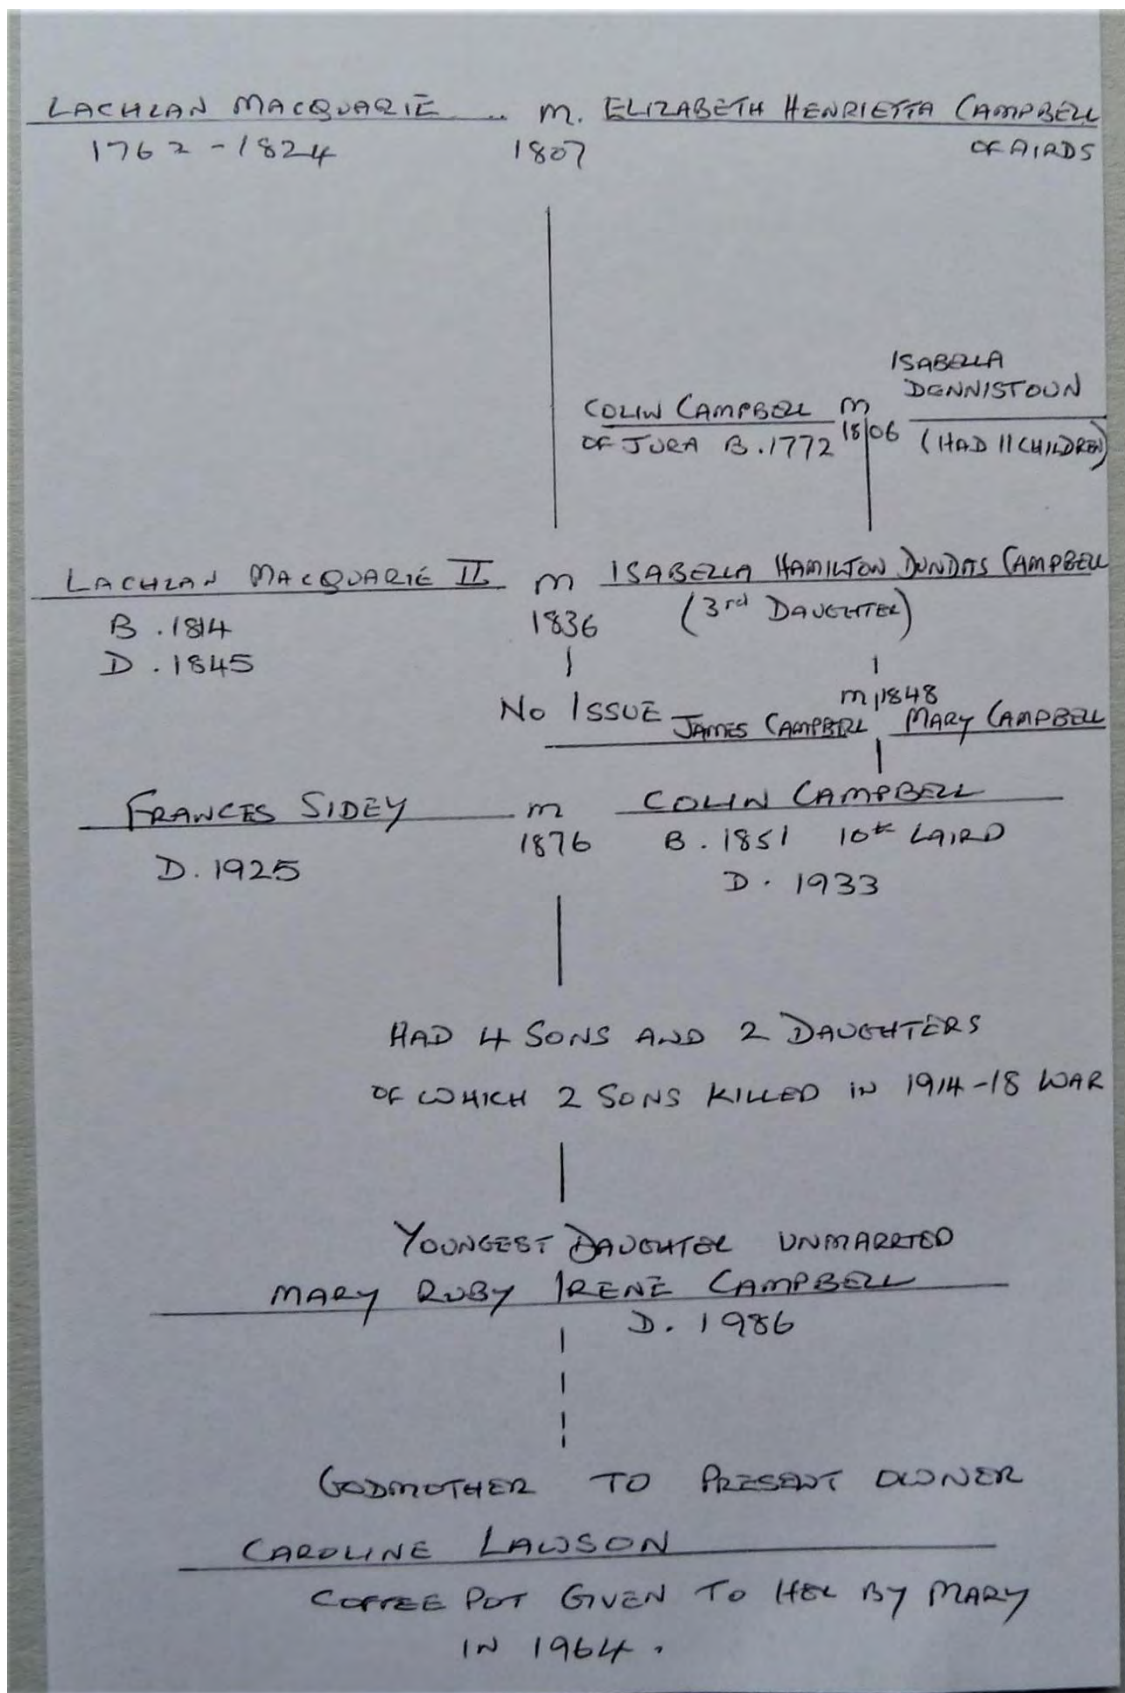 LACHLAN MACQUARIE .. m. ELIZABETH HENRIETTA CAMPBELL
1762 - 1824 1807 OF AIRDS
ISABELLA
DENNISTOUN
COLIN CAMPBELL m
OF JURA B. 1772 1806 (HAD 11 CHILDREN)
LACHLAN MACQUARIE II m ISABELLA HAMILTON DUNDAS CAMPBELL
B . 1814 1836 (3rd DAUGHTER)
D . 1845
m 1848
NO ISSUE JAMES CAMPBELL MARY CAMPBELL
FRANCES SIDEY m COLIN CAMPBELL
D. 1925 1876 B. 1851 10th LAIRD
D. 1933
HAD 4 SONS AND 2 DAUGHTERS
OF WHICH 2 SONS KILLED IN 1914-18 WAR
YOUNGEST DAUGHTER UNMARRIED
MARY RUBY IRENE CAMPBELL
D. 1986
GODMOTHER TO PRESENT OWNER
CAROLINE LAWSON
COFFEE POT GIVEN TO HER BY MARY
IN 1964.